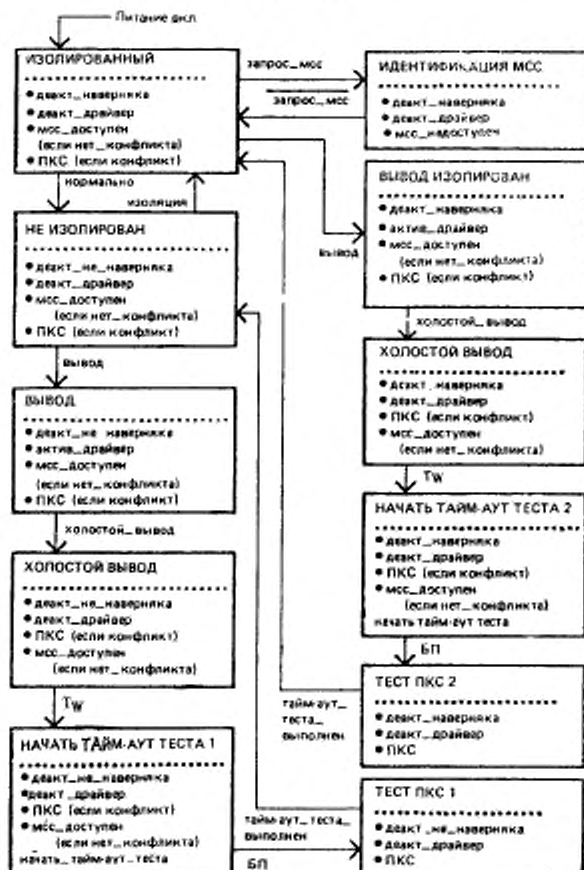 Питание вкл.
ИЗОЛИРОВАННЫЙ
● деакт_наверняка
● деакт_драйвер
● мсс_доступен
(если нет_конфликта)
● ПКС (если конфликт)
запрос_мсс
запрос_мсс
ИДЕНТИФИКАЦИЯ МСС
● деакт_наверняка
● деакт_драйвер
● мсс_недоступен
нормально
изоляция
вывод
ВЫВОД ИЗОЛИРОВАН
● деакт_наверняка
● актив_драйвер
● мсс_доступен
(если нет_конфликта)
● ПКС (если конфликт)
НЕ ИЗОЛИРОВАН
● деакт_не_наверняка
● деакт_драйвер
● мсс_доступен
(если нет_конфликта)
● ПКС (если конфликт)
холостой_вывод
вывод
ХОЛОСТОЙ ВЫВОД
● деакт_наверняка
● деакт_драйвер
● ПКС (если конфликт)
● мсс_доступен
(если нет_конфликта)
ВЫВОД
● деакт_не_наверняка
● актив_драйвер
● мсс_доступен
(если нет_конфликта)
● ПКС (если конфликт)
TW
холостой_вывод
НАЧАТЬ ТАЙМ-АУТ ТЕСТА 2
● деакт_наверняка
● деакт_драйвер
● ПКС (если конфликт)
● мсс_доступен
(если нет_конфликта)
начать тайм-аут теста
ХОЛОСТОЙ ВЫВОД
● деакт_не_наверняка
● деакт_драйвер
● ПКС (если конфликт)
● мсс_доступен
(если нет_конфликта)
БП
ТЕСТ ПКС 2
● деакт_наверняка
● деакт_драйвер
● ПКС
TW
тайм-аут_
теста_
выполнен
НАЧАТЬ ТАЙМ-АУТ ТЕСТА 1
● деакт_не_наверняка
● деакт_драйвер
● ПКС (если конфликт)
● мсс_доступен
(если нет_конфликта)
начать_тайм-аут_теста
тайм-аут_теста_
выполнен
БП
ТЕСТ ПКС 1
● деакт_не_наверняка
● деакт_драйвер
● ПКС